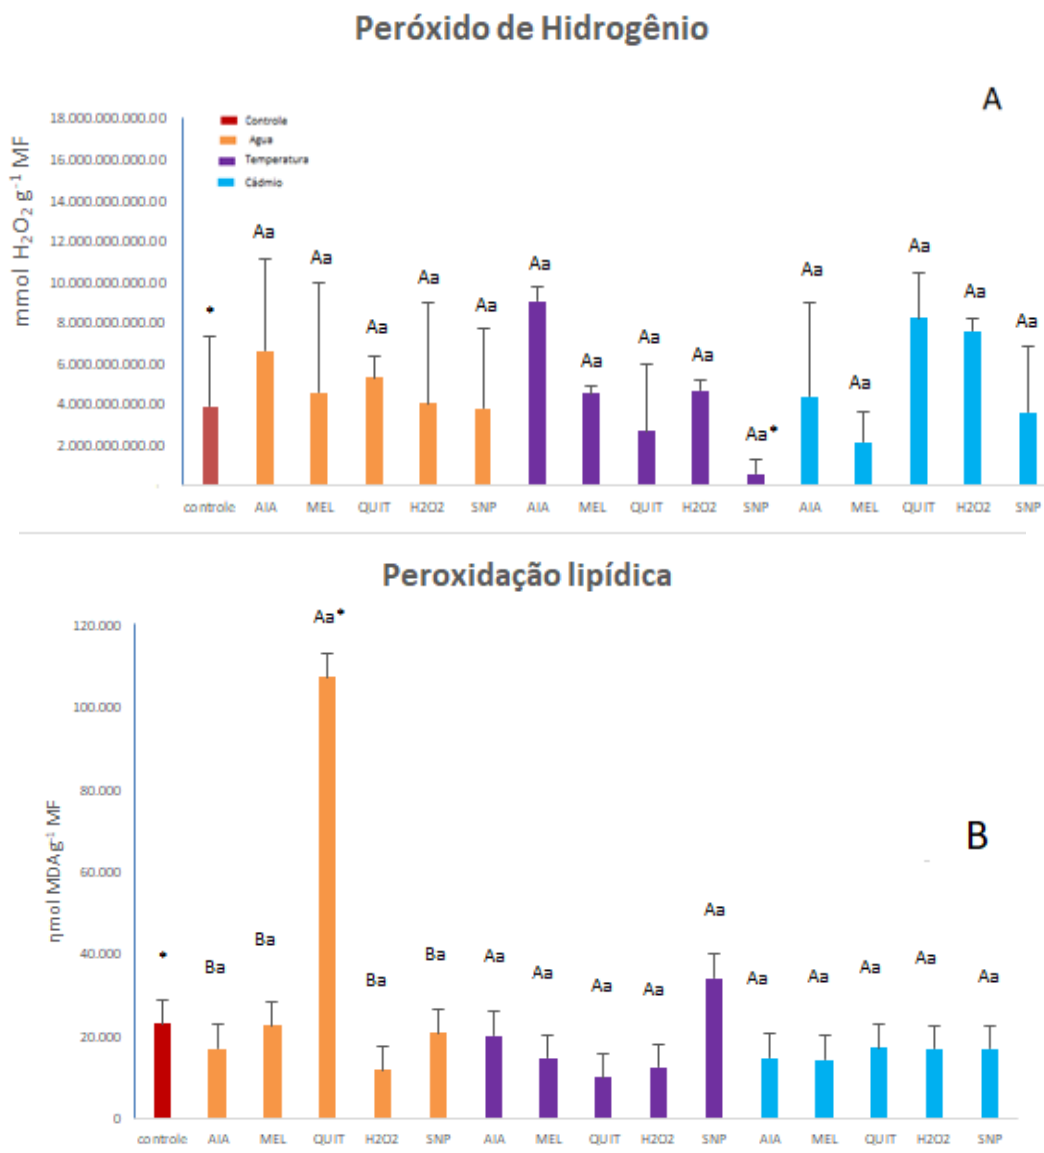 Peróxido de Hidrogênio
A
mmol H₂O₂ g⁻¹ MF
18.000.000.000.00
16.000.000.000.00
14.000.000.000.00
12.000.000.000.00
10.000.000.000.00
8.000.000.000.00
6.000.000.000.00
4.000.000.000.00
2.000.000.000.00
-
Controle
Agua
Temperatura
Cádmio
* Aa Aa Aa Aa Aa Aa Aa Aa Aa Aa* Aa Aa Aa Aa Aa
controle AIA MEL QUIT H2O2 SNP AIA MEL QUIT H2O2 SNP AIA MEL QUIT H2O2 SNP
Peroxidação lipídica
B
ηmol MDAg⁻¹ MF
120.000
100.000
80.000
60.000
40.000
20.000
0
* Ba Ba Aa* Ba Ba Aa Aa Aa Aa Aa Aa Aa Aa Aa Aa
controle AIA MEL QUIT H2O2 SNP AIA MEL QUIT H2O2 SNP AIA MEL QUIT H2O2 SNP